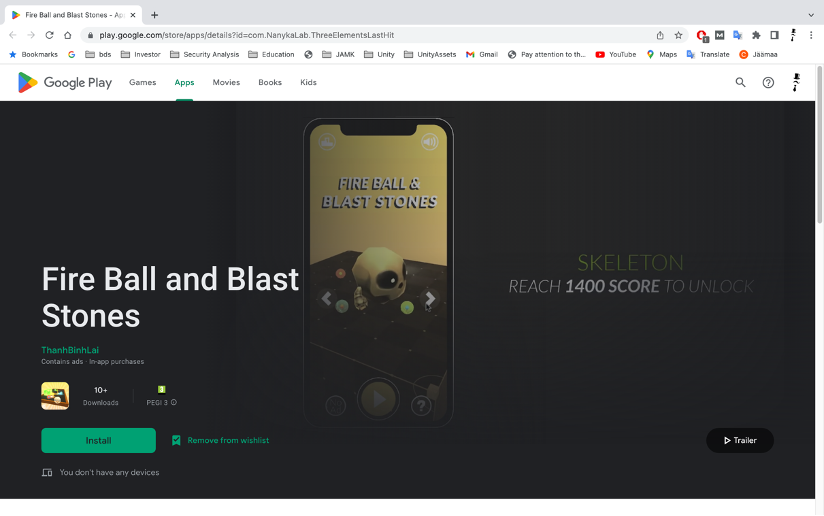 Fire Ball and Blast Stones - Ap
play.google.com/store/apps/details?id=com.NanykaLab.ThreeElementsLastHit
1
Bookmarks
G
bds
Investor
Security Analysis
Education
JAMK
Unity
UnityAssets
M Gmail
Pay attention to th...
YouTube
Maps
Translate
C Jäämaa
Google Play
Games
Apps
Movies
Books
Kids
FIRE BALL &
BLAST STONES
SKELETON
REACH 1400 SCORE TO UNLOCK
Fire Ball and Blast
Stones
ThanhBinhLai
Contains ads · In-app purchases
10+
Downloads
3
PEGI 3
Install
Remove from wishlist
Trailer
You don't have any devices